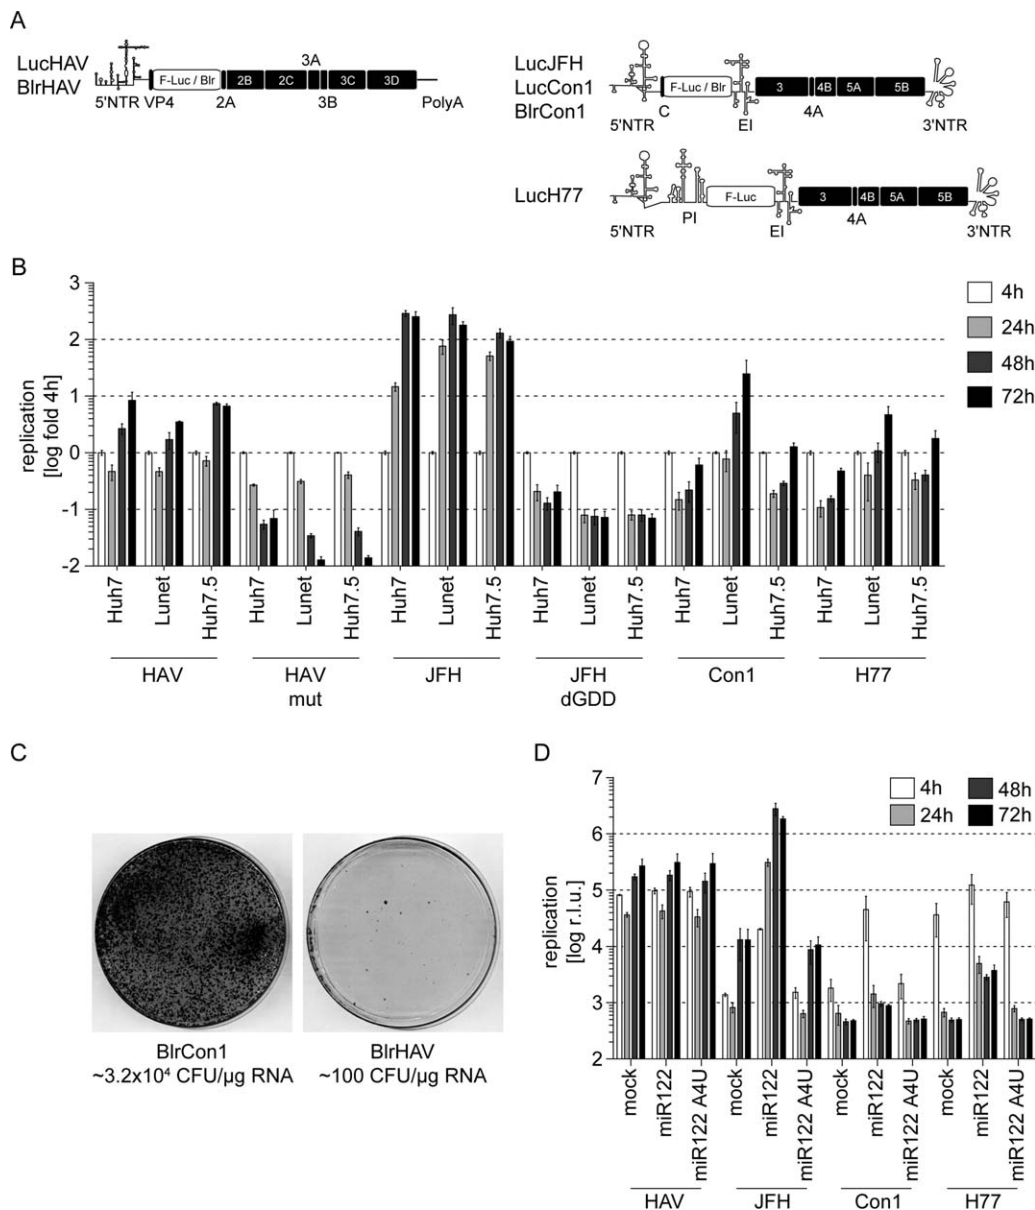 A
LucHAV
BlrHAV
3A
F-Luc / Blr
2B
2C
3C
3D
5'NTR
VP4
2A
3B
PolyA
LucJFH
LucCon1
BlrCon1
F-Luc / Blr
3
4B
5A
5B
5'NTR
C
EI
4A
3'NTR
LucH77
F-Luc
3
4B
5A
5B
5'NTR
PI
EI
4A
3'NTR
B
replication
[log fold 4h]
3
2
1
0
-1
-2
4h
24h
48h
72h
Huh7
Lunet
Huh7.5
Huh7
Lunet
Huh7.5
Huh7
Lunet
Huh7.5
Huh7
Lunet
Huh7.5
Huh7
Lunet
Huh7.5
Huh7
Lunet
Huh7.5
HAV
HAV
mut
JFH
JFH
dGDD
Con1
H77
C
BlrCon1
~3.2x10⁴ CFU/µg RNA
BlrHAV
~100 CFU/µg RNA
D
replication
[log r.l.u.]
7
6
5
4
3
2
4h
24h
48h
72h
mock
miR122
miR122 A4U
mock
miR122
miR122 A4U
mock
miR122
miR122 A4U
mock
miR122
miR122 A4U
HAV
JFH
Con1
H77